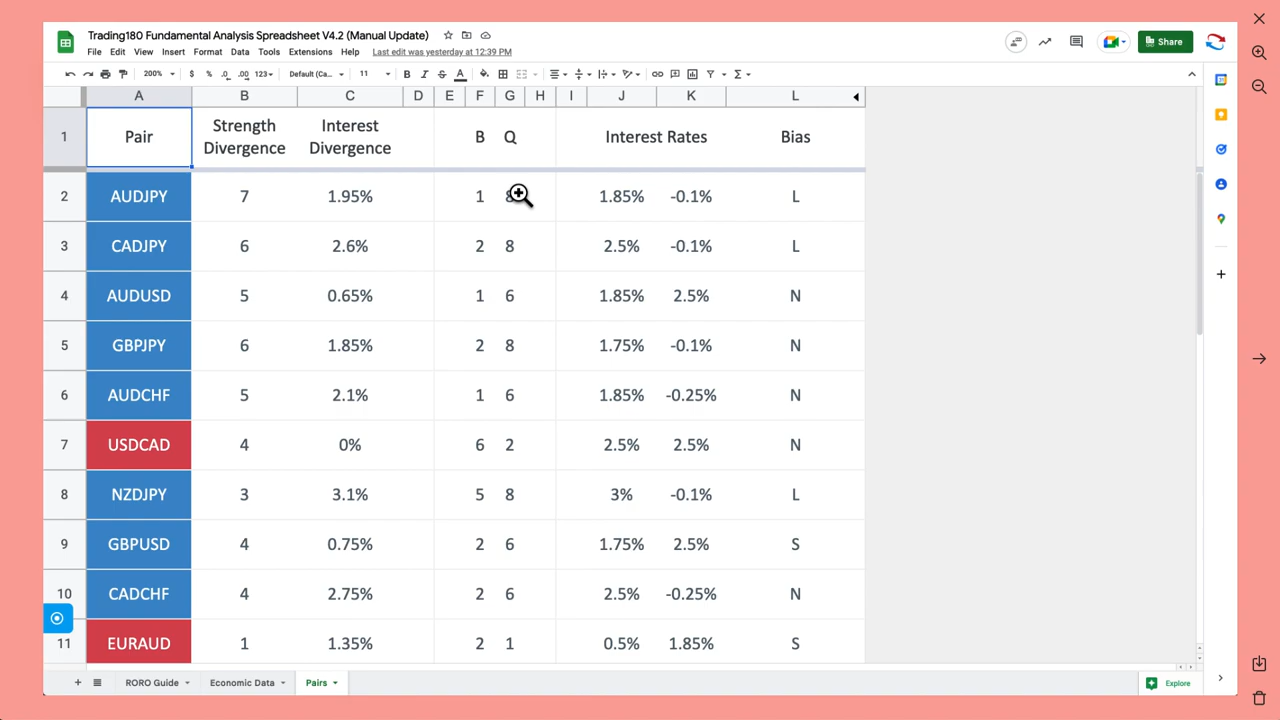 Trading180 Fundamental Analysis Spreadsheet V4.2 (Manual Update)
File Edit View Insert Format Data Tools Extensions Help Last edit was yesterday at 12:39 PM
Share
200% $ % .0 .00 123 Default (Ca... 11 B I S A
A B C D E F G H I J K L
1 Pair Strength Divergence Interest Divergence B Q Interest Rates Bias
2 AUDJPY 7 1.95% 1 1.85% -0.1% L
3 CADJPY 6 2.6% 2 8 2.5% -0.1% L
4 AUDUSD 5 0.65% 1 6 1.85% 2.5% N
5 GBPJPY 6 1.85% 2 8 1.75% -0.1% N
6 AUDCHF 5 2.1% 1 6 1.85% -0.25% N
7 USDCAD 4 0% 6 2 2.5% 2.5% N
8 NZDJPY 3 3.1% 5 8 3% -0.1% L
9 GBPUSD 4 0.75% 2 6 1.75% 2.5% S
10 CADCHF 4 2.75% 2 6 2.5% -0.25% N
11 EURAUD 1 1.35% 2 1 0.5% 1.85% S
RORO Guide Economic Data Pairs Explore